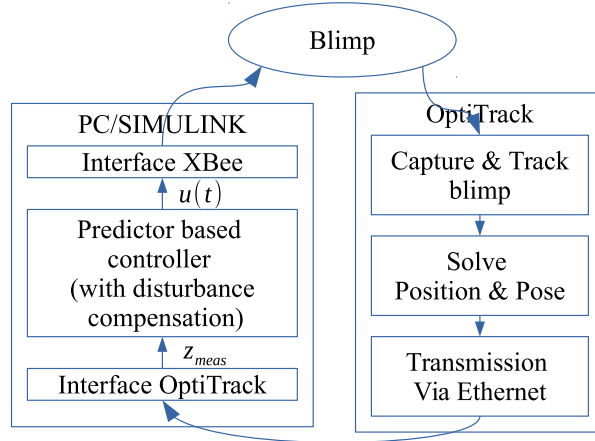 Blimp
PC/SIMULINK
Interface XBee
u(t)
Predictor based
controller
(with disturbance
compensation)
z_meas
Interface OptiTrack
OptiTrack
Capture & Track
blimp
Solve
Position & Pose
Transmission
Via Ethernet